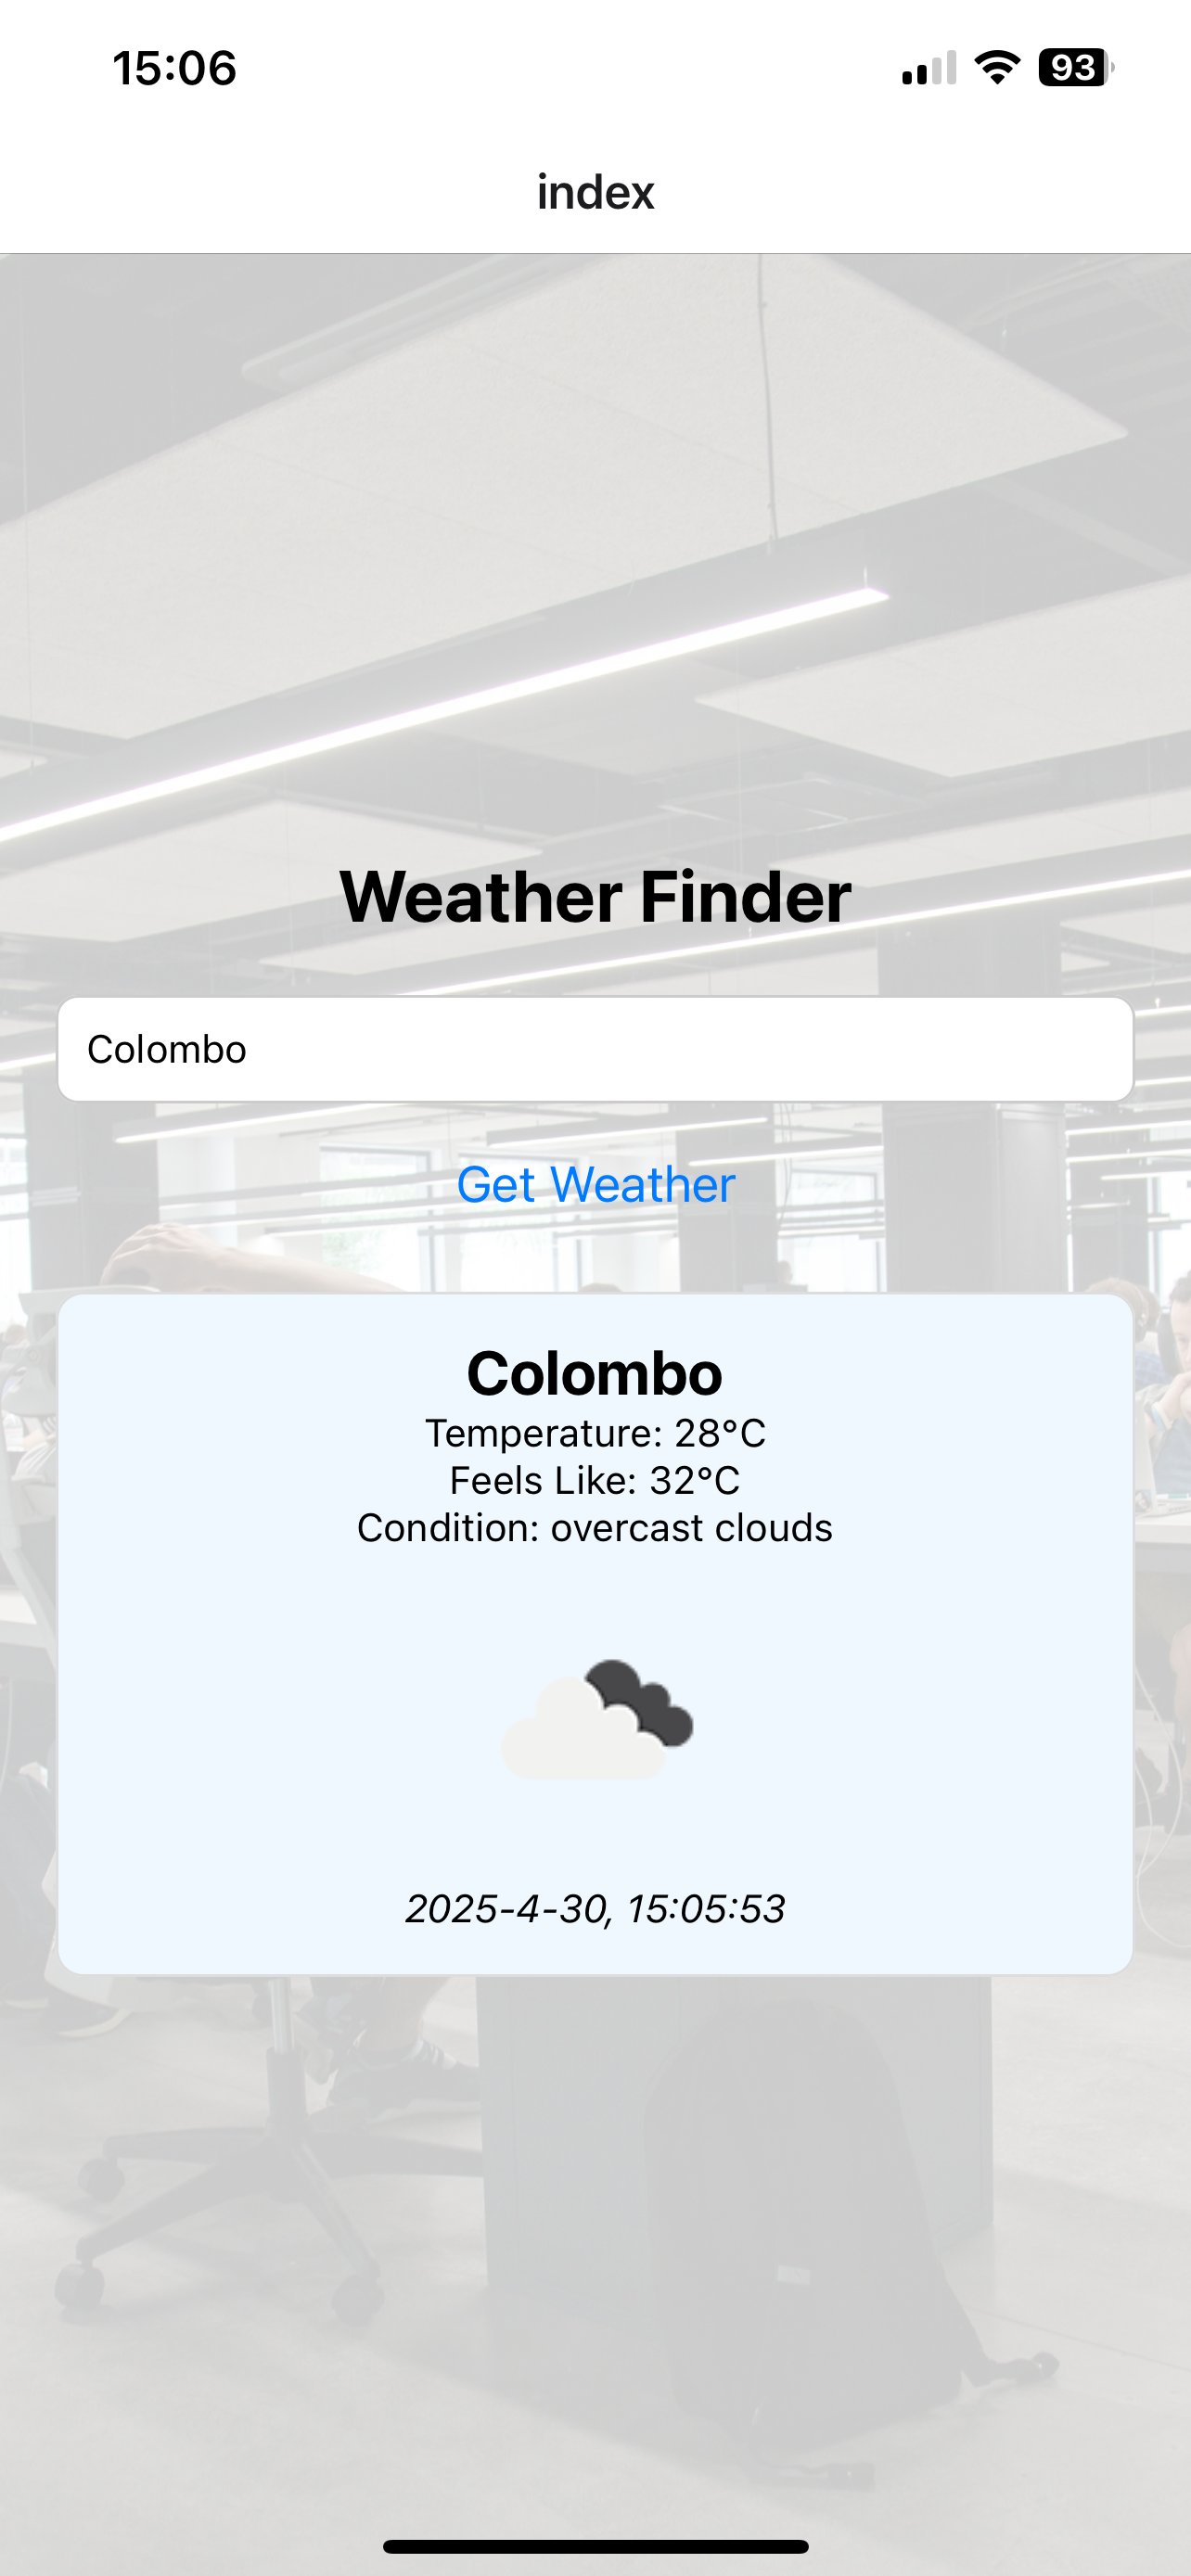 15:06
93
index
Weather Finder
Colombo
Get Weather
Colombo
Temperature: 28°C
Feels Like: 32°C
Condition: overcast clouds
2025-4-30, 15:05:53